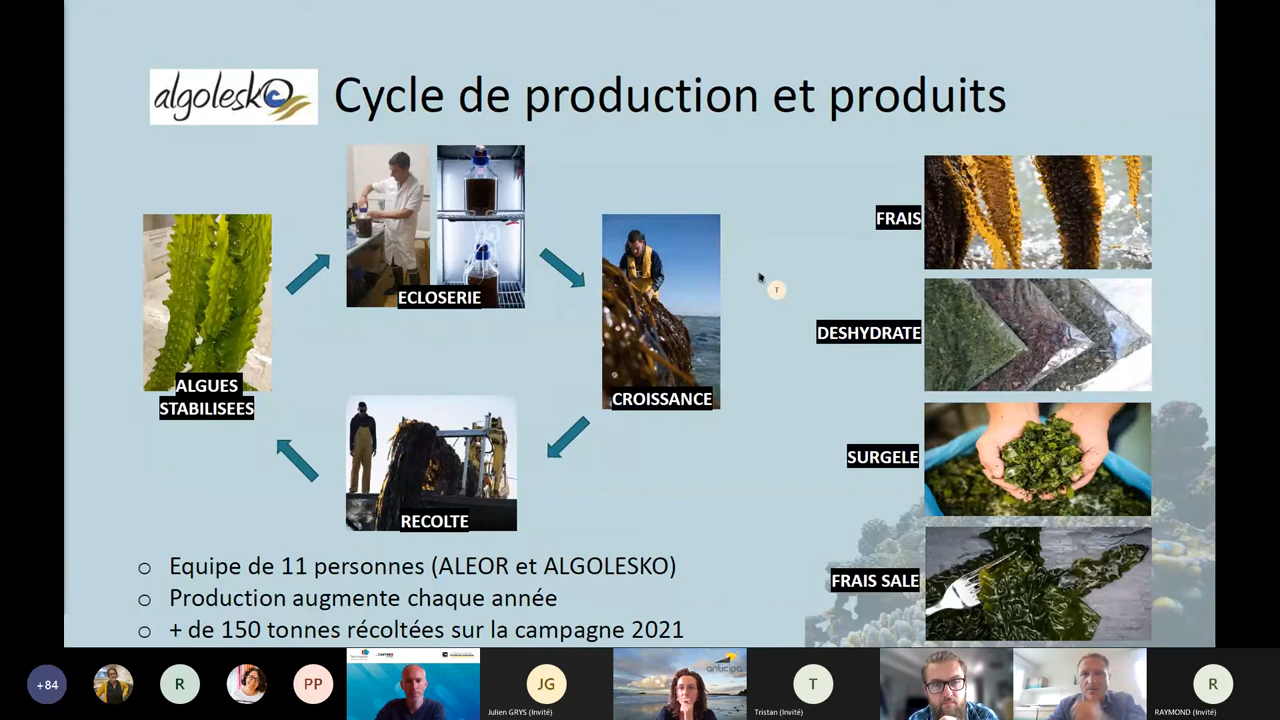 algolesko
Cycle de production et produits
ECLOSERIE
FRAIS
DESHYDRATE
ALGUES
STABILISEES
CROISSANCE
SURGELE
RECOLTE
FRAIS SALE
T
o Equipe de 11 personnes (ALEOR et ALGOLESKO)
o Production augmente chaque année
o + de 150 tonnes récoltées sur la campagne 2021
+84
R
PP
JG
Julien GRYS (Invité)
anticipa
T
Tristan (Invité)
R
RAYMOND (Invité)